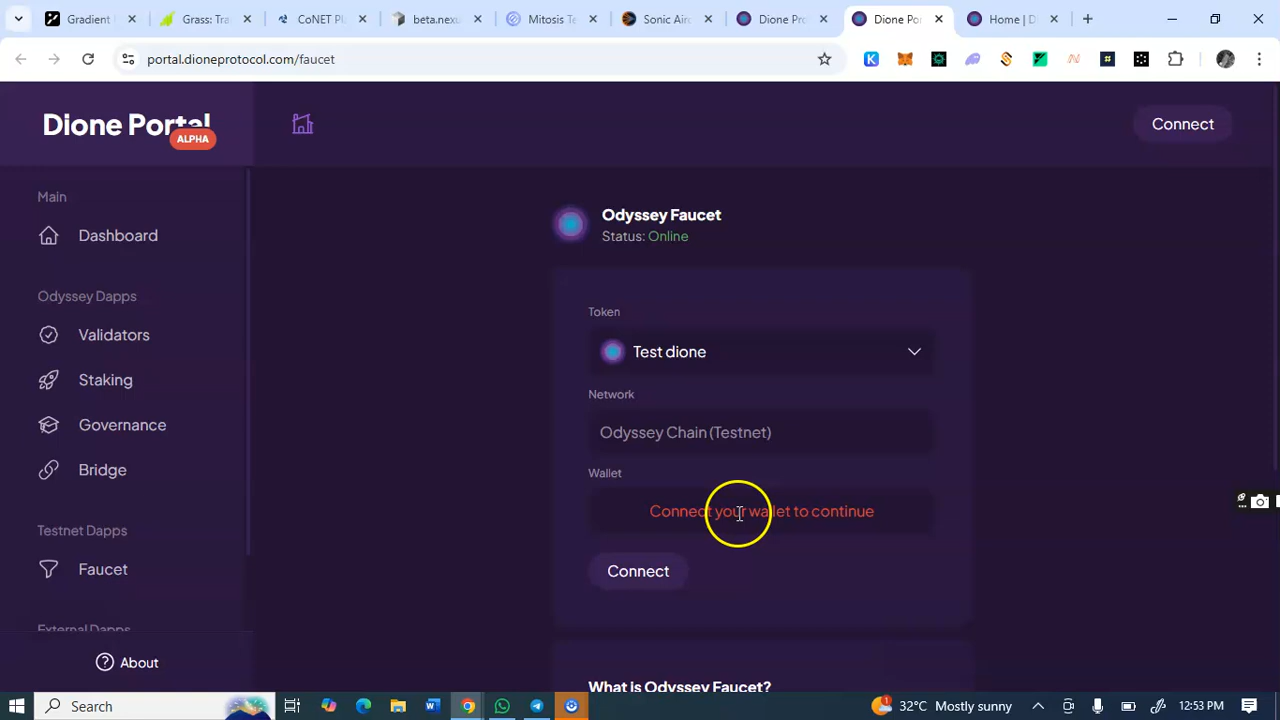 Gradient
Grass: Tra
CoNET Pl
beta.nexu
Mitosis Te
Sonic Airc
Dione Pro
Dione Po
Home | D
portal.dioneprotocol.com/faucet
Dione Portal
ALPHA
Connect
Main
Dashboard
Odyssey Dapps
Validators
Staking
Governance
Bridge
Testnet Dapps
Faucet
External Dapps
About
Odyssey Faucet
Status: Online
Token
Test dione
Network
Odyssey Chain (Testnet)
Wallet
Connect your wallet to continue
Connect
What is Odyssey Faucet?
Search
32°C Mostly sunny
12:53 PM